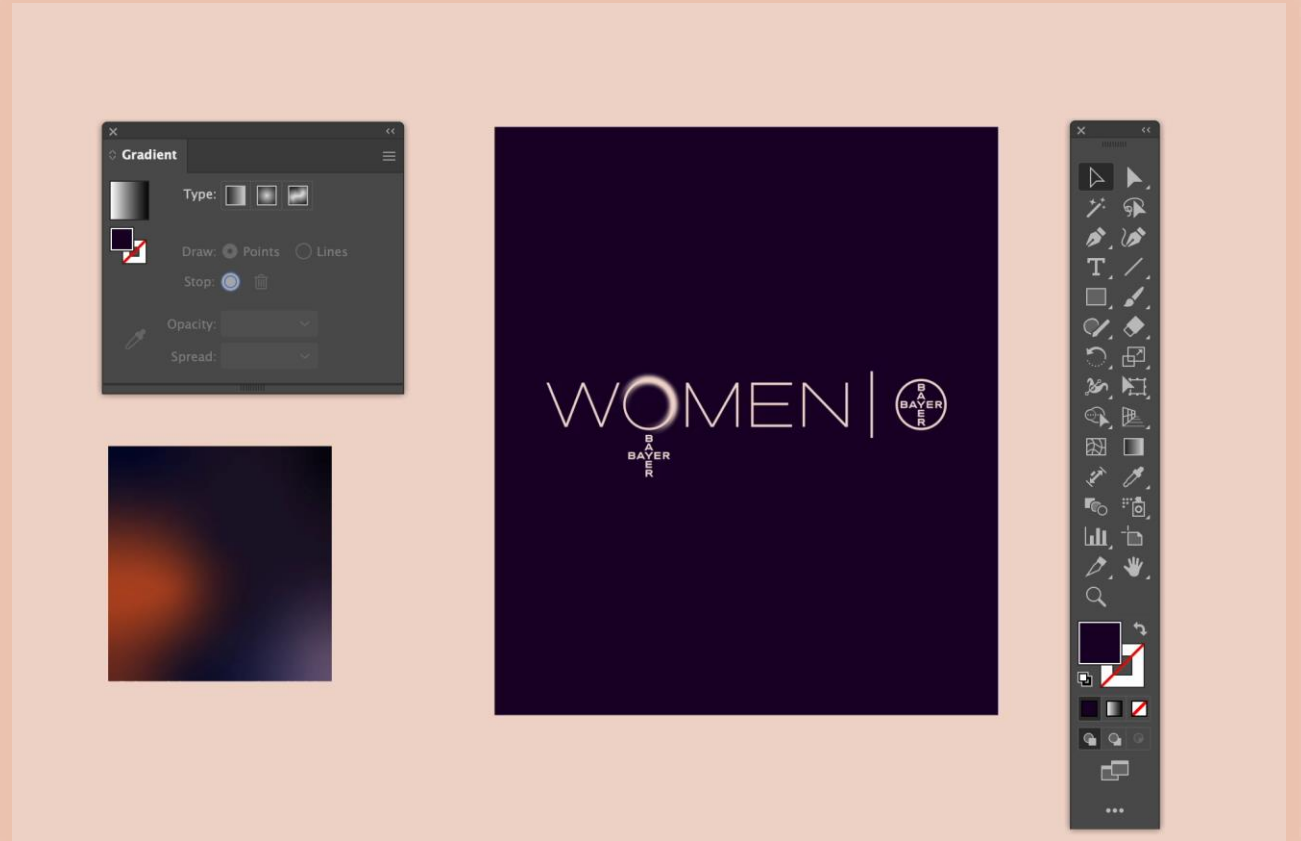 Gradient
Type:
Draw: Points Lines
Stop:
Opacity:
Spread:
WOMEN
BAYER
BAYER
BAYER
BAYER